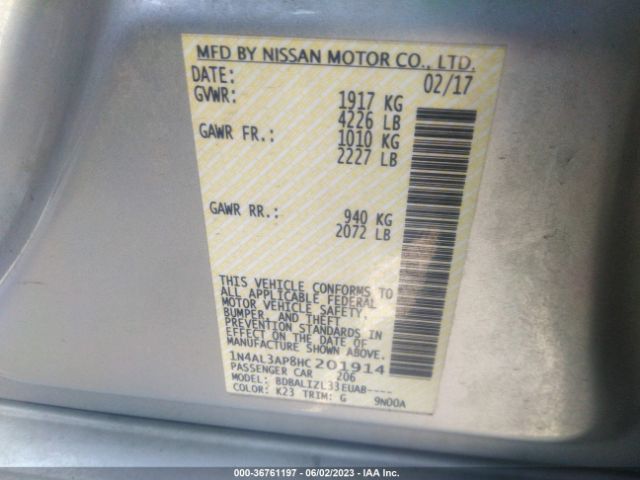 MFD BY NISSAN MOTOR CO., LTD.
DATE: 02/17
GVWR: 1917 KG
4226 LB
GAWR FR.: 1010 KG
2227 LB
GAWR RR.: 940 KG
2072 LB
THIS VEHICLE CONFORMS TO
ALL APPLICABLE FEDERAL
MOTOR VEHICLE SAFETY,
BUMPER, AND THEFT
PREVENTION STANDARDS IN
EFFECT ON THE DATE OF
MANUFACTURE SHOWN ABOVE.
1N4AL3AP8HC201914
PASSENGER CAR 206
MODEL: BDBALIZL33EUAB----
COLOR: K23 TRIM: G 9N00A
000-36761197 - 06/02/2023 - IAA Inc.